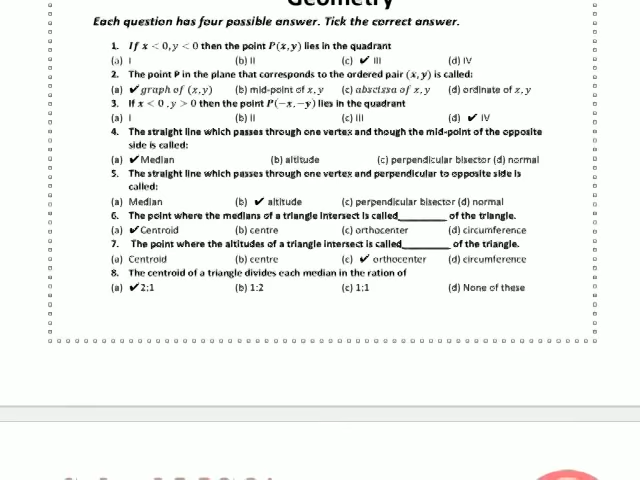 Geometry
Each question has four possible answer. Tick the correct answer.
1. If x < 0, y < 0 then the point P(x, y) lies in the quadrant
(a) I (b) II (c) ✔ III (d) IV
2. The point P in the plane that corresponds to the ordered pair (x, y) is called:
(a) ✔ graph of (x, y) (b) mid-point of x, y (c) abscissa of x, y (d) ordinate of x, y
3. If x < 0, y > 0 then the point P(−x, −y) lies in the quadrant
(a) I (b) II (c) III (d) ✔ IV
4. The straight line which passes through one vertex and though the mid-point of the opposite
side is called:
(a) ✔ Median (b) altitude (c) perpendicular bisector (d) normal
5. The straight line which passes through one vertex and perpendicular to opposite side is
called:
(a) Median (b) ✔ altitude (c) perpendicular bisector (d) normal
6. The point where the medians of a triangle intersect is called_________ of the triangle.
(a) ✔ Centroid (b) centre (c) orthocenter (d) circumference
7. The point where the altitudes of a triangle intersect is called_________ of the triangle.
(a) Centroid (b) centre (c) ✔ orthocenter (d) circumference
8. The centroid of a triangle divides each median in the ration of
(a) ✔ 2:1 (b) 1:2 (c) 1:1 (d) None of these